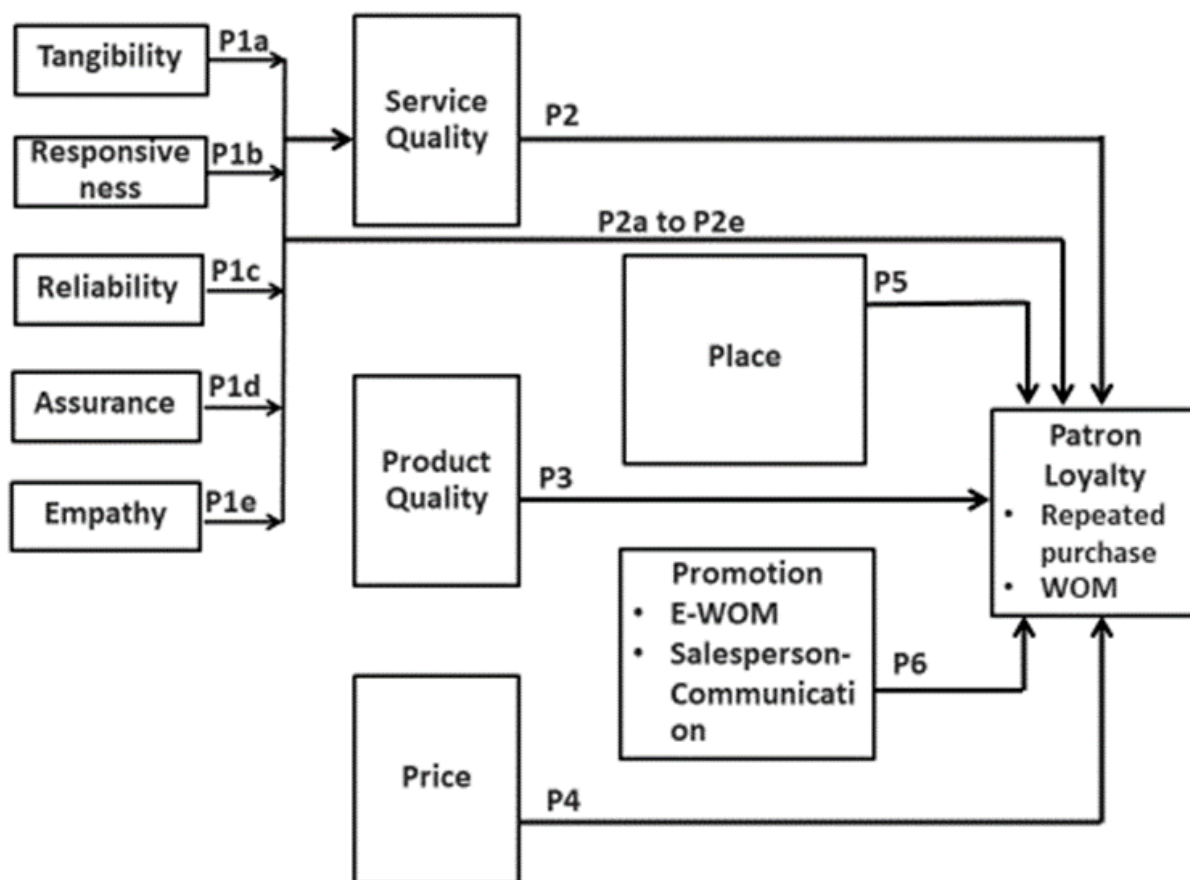 Tangibility
P1a
Responsive
ness
P1b
Reliability
P1c
Assurance
P1d
Empathy
P1e
Service
Quality
P2
P2a to P2e
Place
P5
Product
Quality
P3
Patron
Loyalty
• Repeated
purchase
• WOM
Promotion
• E-WOM
• Salesperson-
Communicati
on
P6
Price
P4